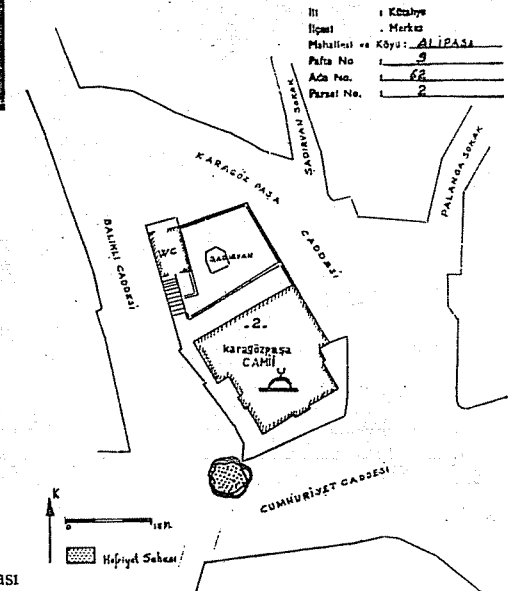 İli : Kütahya
İlçesi : Merkez
Mahallesi ve Köyü : ALİPAŞA
Pafta No : 9
Ada No. : 62
Parsel No. : 2
ŞADIRVAN SOKAK
PALANGA SOKAK
KARAGÖZ PAŞA
CADDESİ
BALIKLI CADDESİ
WC
ŞADIRVAN
-2-
karagözpaşa
CAMİİ
CUMHURİYET CADDESİ
K
0
Hafriyat Sahası
ası